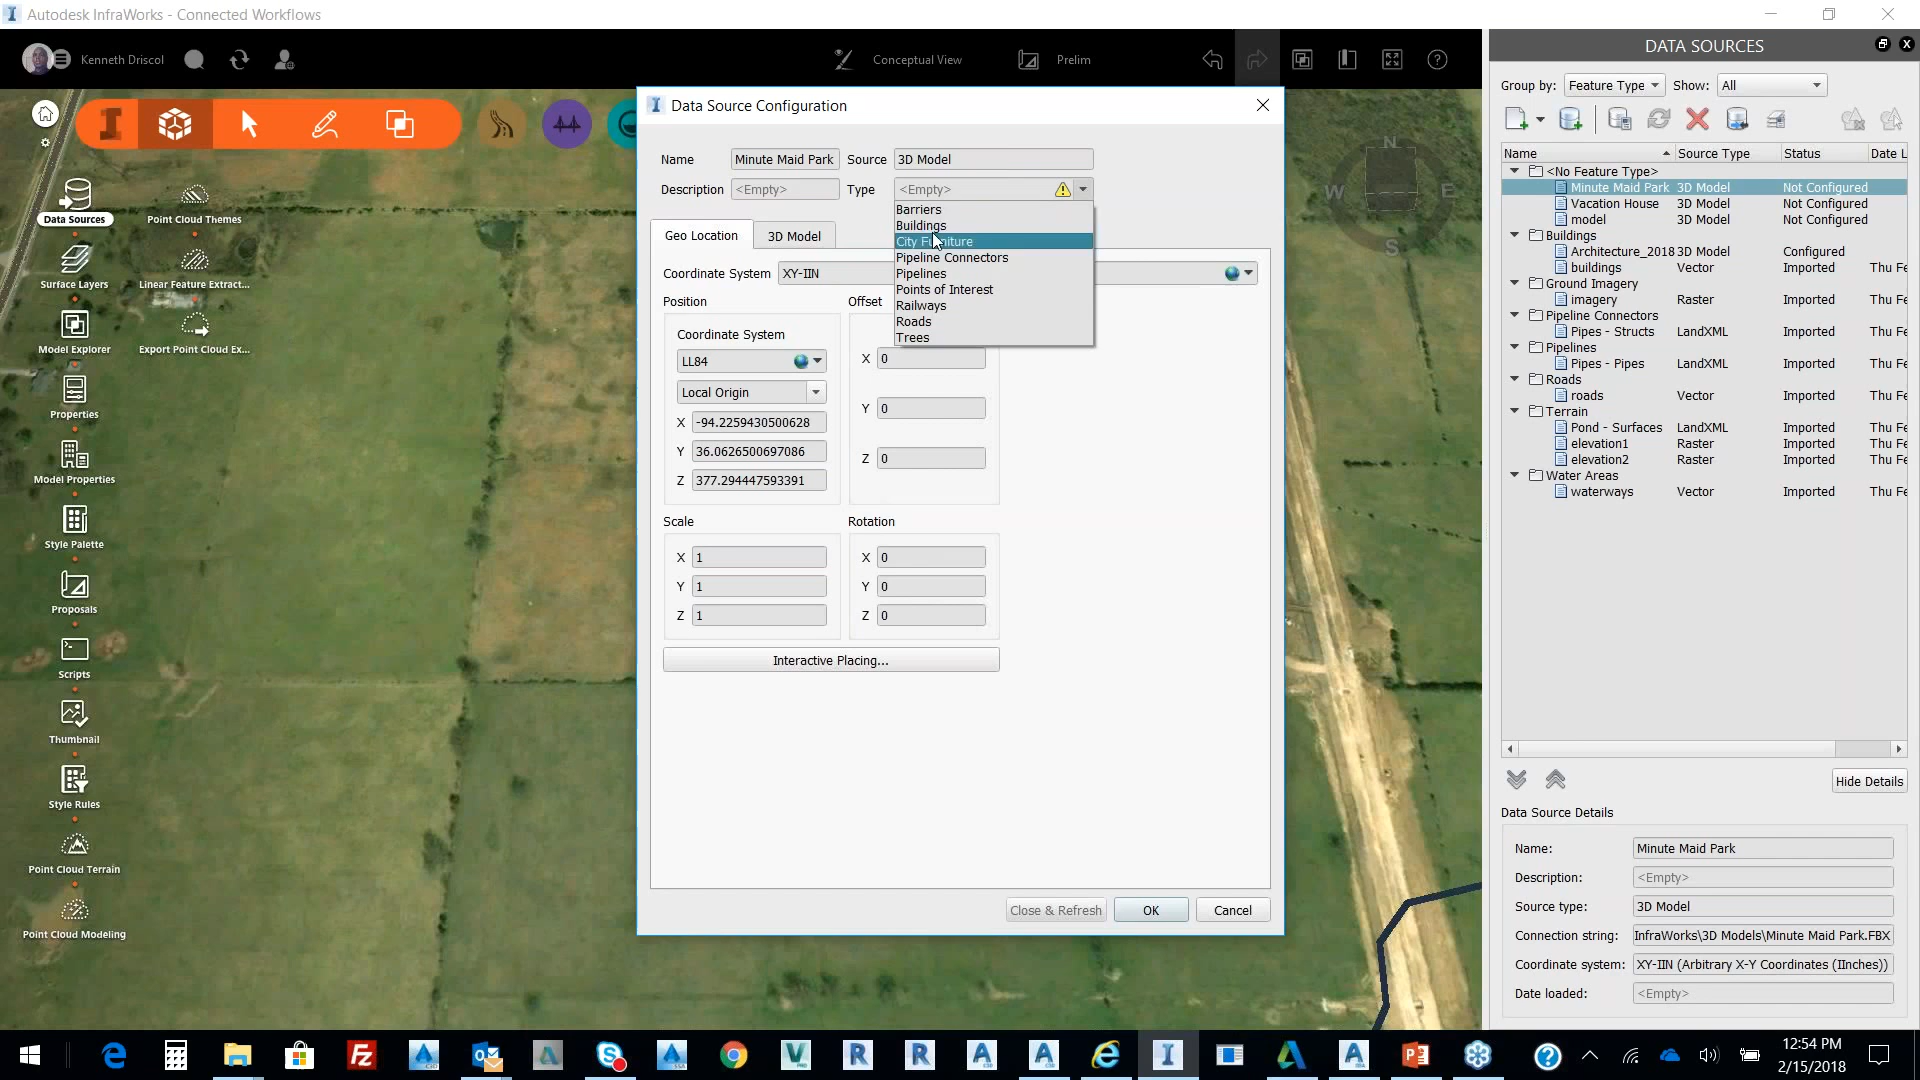 Autodesk InfraWorks - Connected Workflows
Kenneth Driscol
Conceptual View
Prelim
DATA SOURCES
Group by: Feature Type Show: All
Name Source Type Status Date L
<No Feature Type>
Minute Maid Park 3D Model Not Configured
Vacation House 3D Model Not Configured
model 3D Model Not Configured
Buildings
Architecture_2018 3D Model Configured
buildings Vector Imported Thu Fe
Ground Imagery
imagery Raster Imported Thu Fe
Pipeline Connectors
Pipes - Structs LandXML Imported Thu Fe
Pipelines
Pipes - Pipes LandXML Imported Thu Fe
Roads
roads Vector Imported Thu Fe
Terrain
Pond - Surfaces LandXML Imported Thu Fe
elevation1 Raster Imported Thu Fe
elevation2 Raster Imported Thu Fe
Water Areas
waterways Vector Imported Thu Fe
Hide Details
Data Source Details
Name: Minute Maid Park
Description: <Empty>
Source type: 3D Model
Connection string: InfraWorks\3D Models\Minute Maid Park.FBX
Coordinate system: XY-IIN (Arbitrary X-Y Coordinates (IInches))
Date loaded: <Empty>
Data Sources
Point Cloud Themes
Surface Layers
Linear Feature Extract...
Model Explorer
Export Point Cloud Ex...
Properties
Model Properties
Style Palette
Proposals
Scripts
Thumbnail
Style Rules
Point Cloud Terrain
Point Cloud Modeling
N
W
E
S
Data Source Configuration
Name Minute Maid Park Source 3D Model
Description <Empty> Type <Empty>
Barriers
Buildings
City Furniture
Pipeline Connectors
Pipelines
Points of Interest
Railways
Roads
Trees
Geo Location 3D Model
Coordinate System XY-IIN
Position Offset
Coordinate System
LL84
Local Origin
X -94.2259430500628
Y 36.0626500697086
Z 377.294447593391
X 0
Y 0
Z 0
Scale Rotation
X 1 X 0
Y 1 Y 0
Z 1 Z 0
Interactive Placing...
Close & Refresh OK Cancel
12:54 PM
2/15/2018